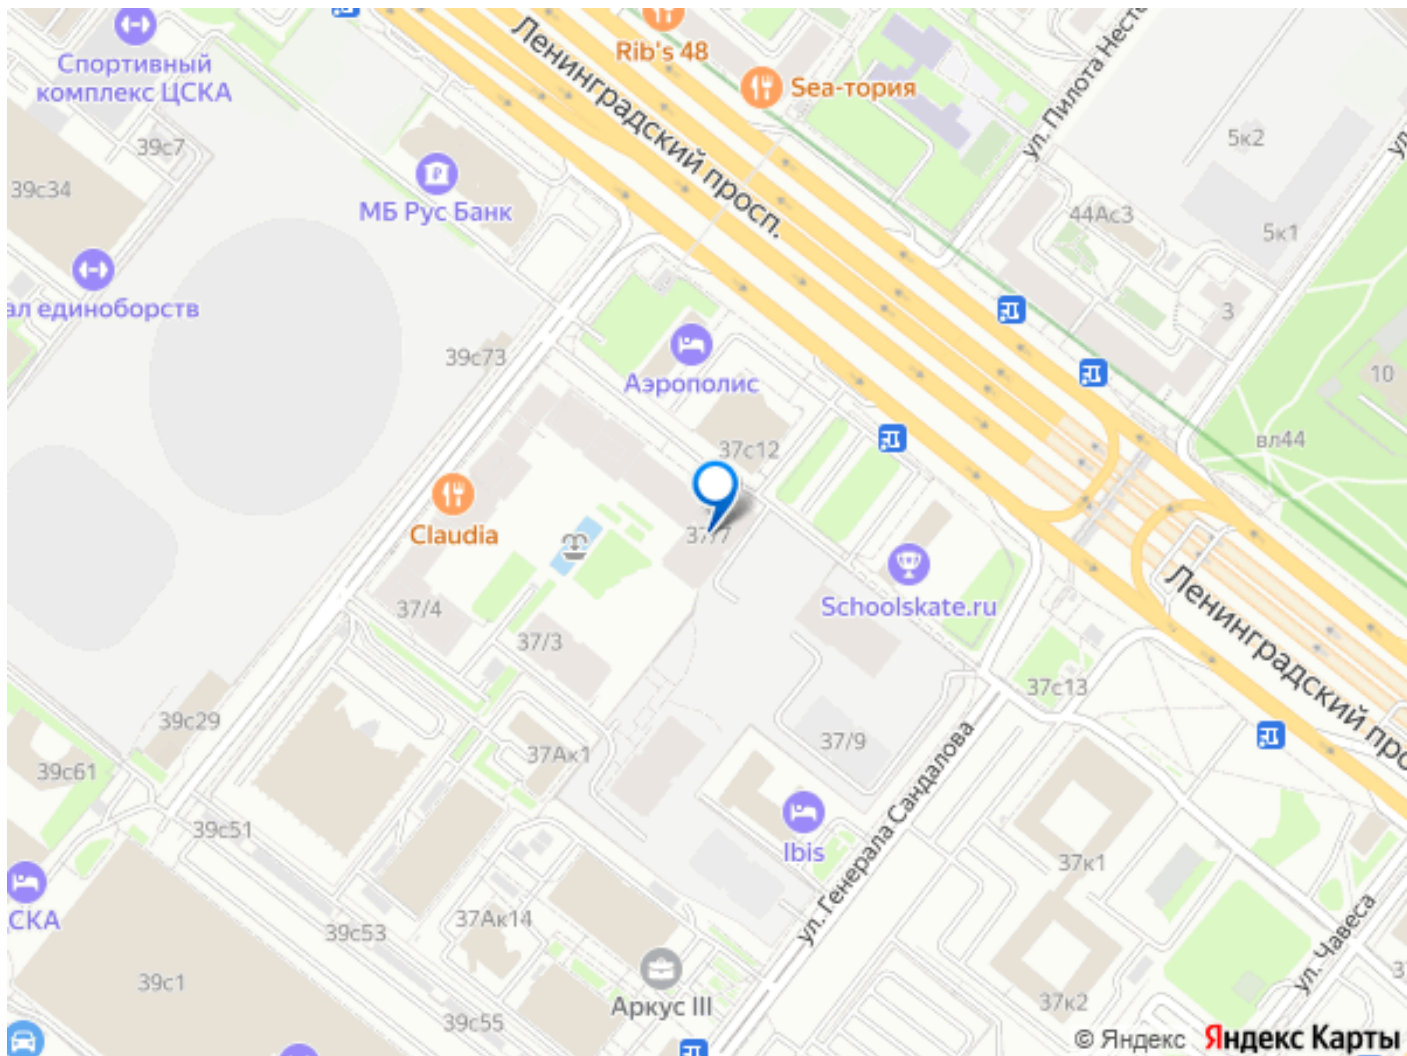 Rib's 48
Спортивный
комплекс ЦСКА
Sea-тория
Ленинградский просп.
ул. Пилота Несте
39с7
5к2
39с34
МБ Рус Банк
44Ас3
5к1
ал единоборств
3
39с73
Аэрополис
10
37с12
вл44
Claudia
37/7
Schoolskate.ru
Ленинградский про
37/4
37/3
37с13
39с29
37/9
37Ак1
ул. Генерала Сандалова
39с61
39с51
Ibis
37к1
СКА
37Ак14
39с53
ул. Чавеса
39с1
Аркус III
37к2
39с55
© Яндекс Яндекс Карты